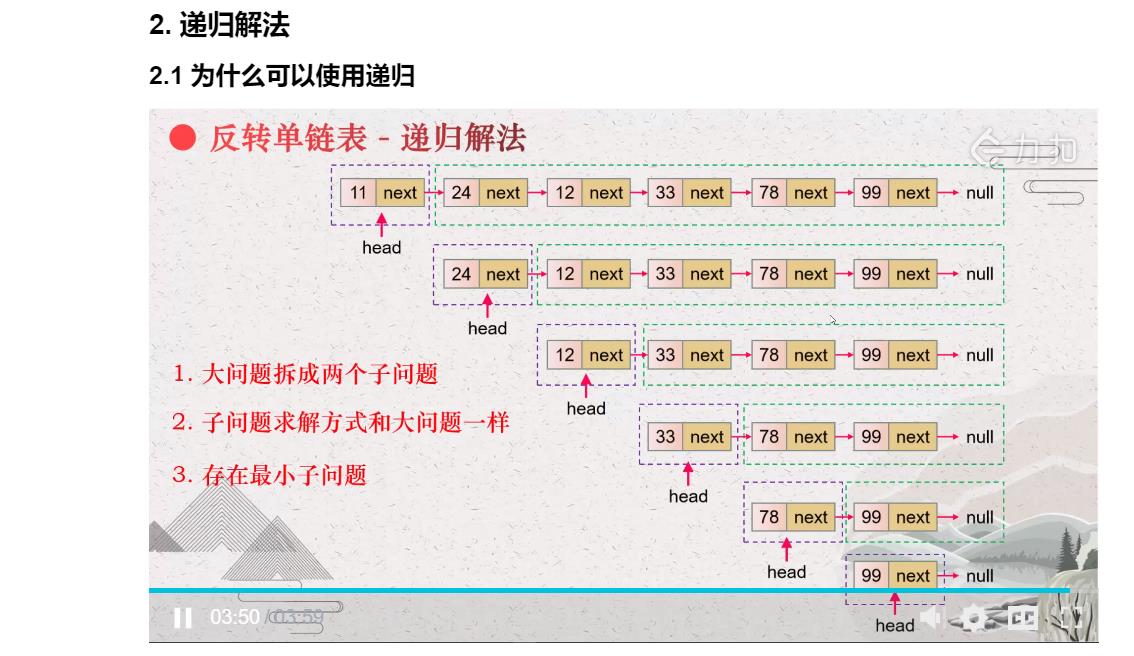 2. 递归解法
2.1 为什么可以使用递归
反转单链表 - 递归解法
力扣
11 next 24 next 12 next 33 next 78 next 99 next null
head
24 next 12 next 33 next 78 next 99 next null
head
12 next 33 next 78 next 99 next null
1. 大问题拆成两个子问题
head
2. 子问题求解方式和大问题一样
33 next 78 next 99 next null
3. 存在最小子问题
head
78 next 99 next null
head
99 next null
03:50 / 03:59
head